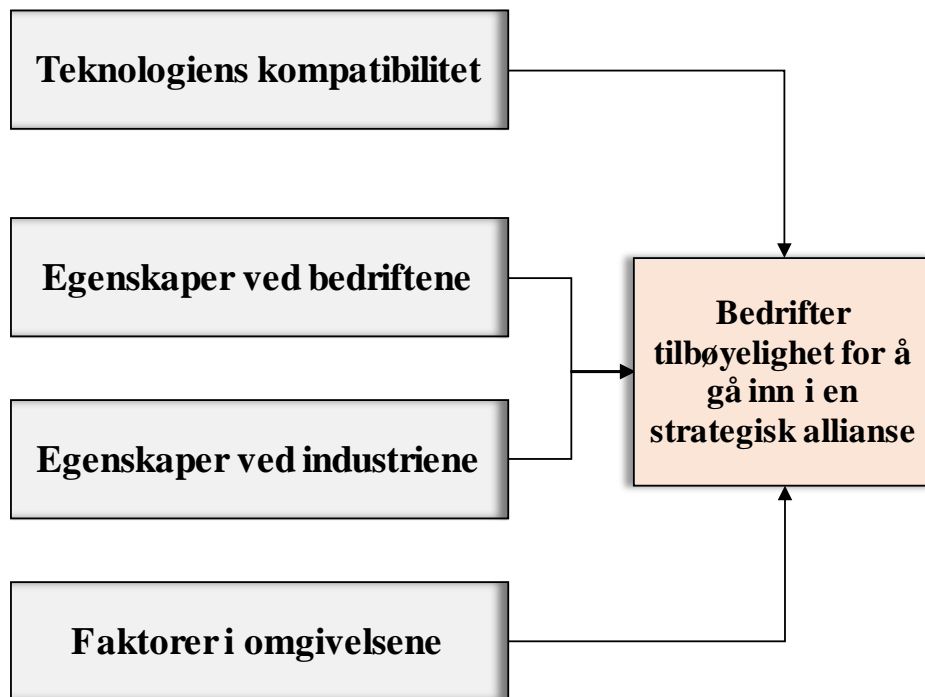 Teknologiens kompatibilitet
Egenskaper ved bedriftene
Egenskaper ved industriene
Faktorer i omgivelsene
Bedrifter
tilbøyelighet for å
gå inn i en
strategisk allianse